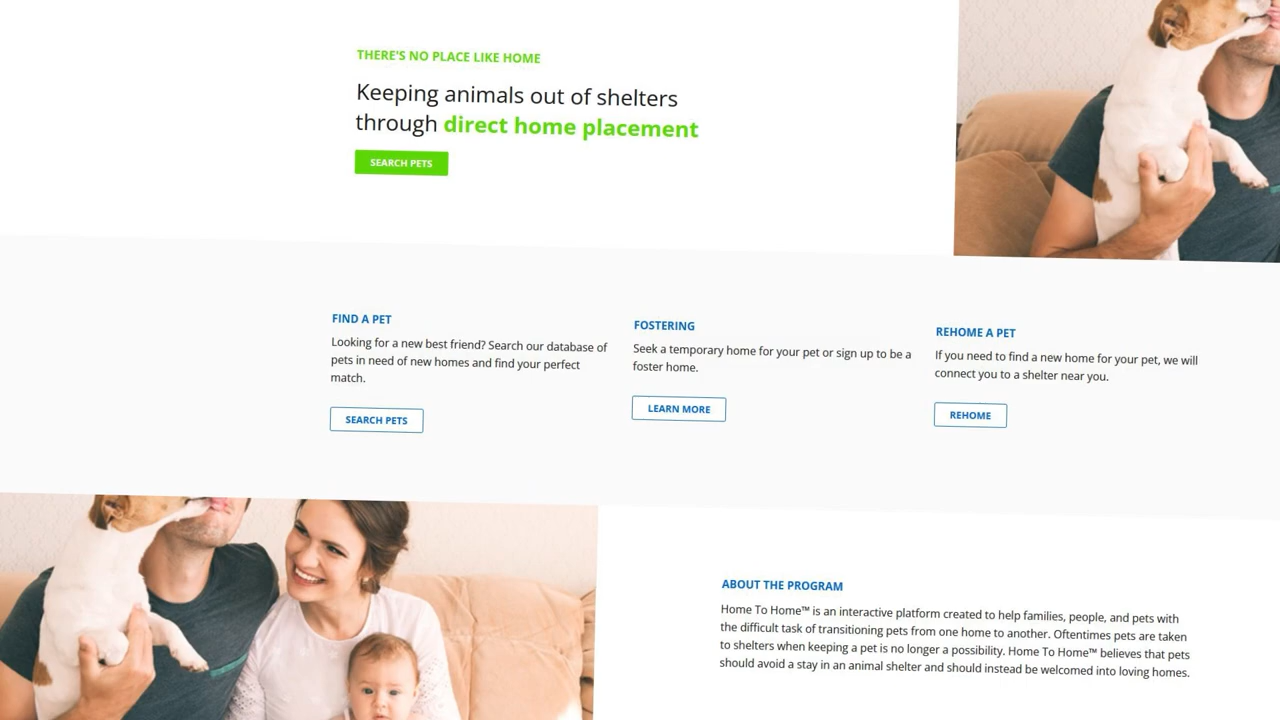 THERE'S NO PLACE LIKE HOME
Keeping animals out of shelters
through direct home placement
SEARCH PETS
FIND A PET
Looking for a new best friend? Search our database of
pets in need of new homes and find your perfect
match.
SEARCH PETS
FOSTERING
Seek a temporary home for your pet or sign up to be a
foster home.
LEARN MORE
REHOME A PET
If you need to find a new home for your pet, we will
connect you to a shelter near you.
REHOME
ABOUT THE PROGRAM
Home To Home™ is an interactive platform created to help families, people, and pets with
the difficult task of transitioning pets from one home to another. Oftentimes pets are taken
to shelters when keeping a pet is no longer a possibility. Home To Home™ believes that pets
should avoid a stay in an animal shelter and should instead be welcomed into loving homes.